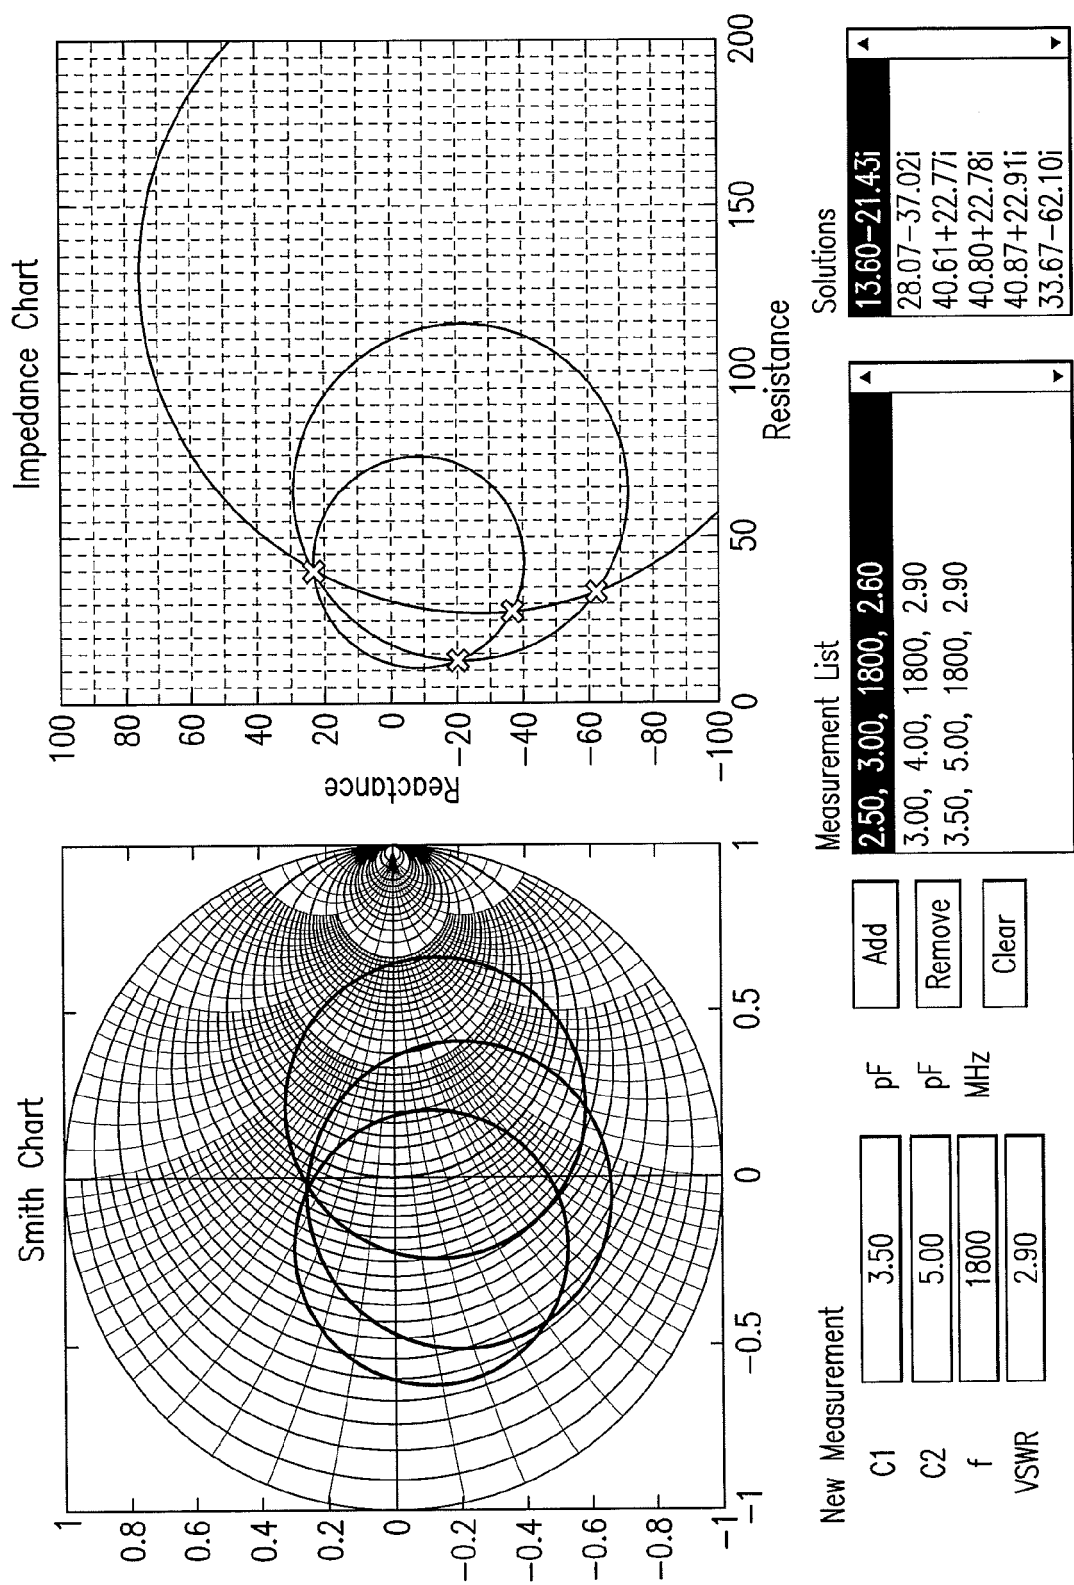 Smith Chart
1
0.8
0.6
0.4
0.2
0
−0.2
−0.4
−0.6
−0.8
−1
−1
−0.5
0
0.5
1
Impedance Chart
Reactance
100
80
60
40
20
0
−20
−40
−60
−80
−100
0
50
100
150
200
Resistance
New Measurement
C1 3.50 pF
C2 5.00 pF
f 1800 MHz
VSWR 2.90
Add
Remove
Clear
Measurement List
2.50, 3.00, 1800, 2.60
3.00, 4.00, 1800, 2.90
3.50, 5.00, 1800, 2.90
Solutions
13.60−21.43i
28.07−37.02i
40.61+22.77i
40.80+22.78i
40.87+22.91i
33.67−62.10i